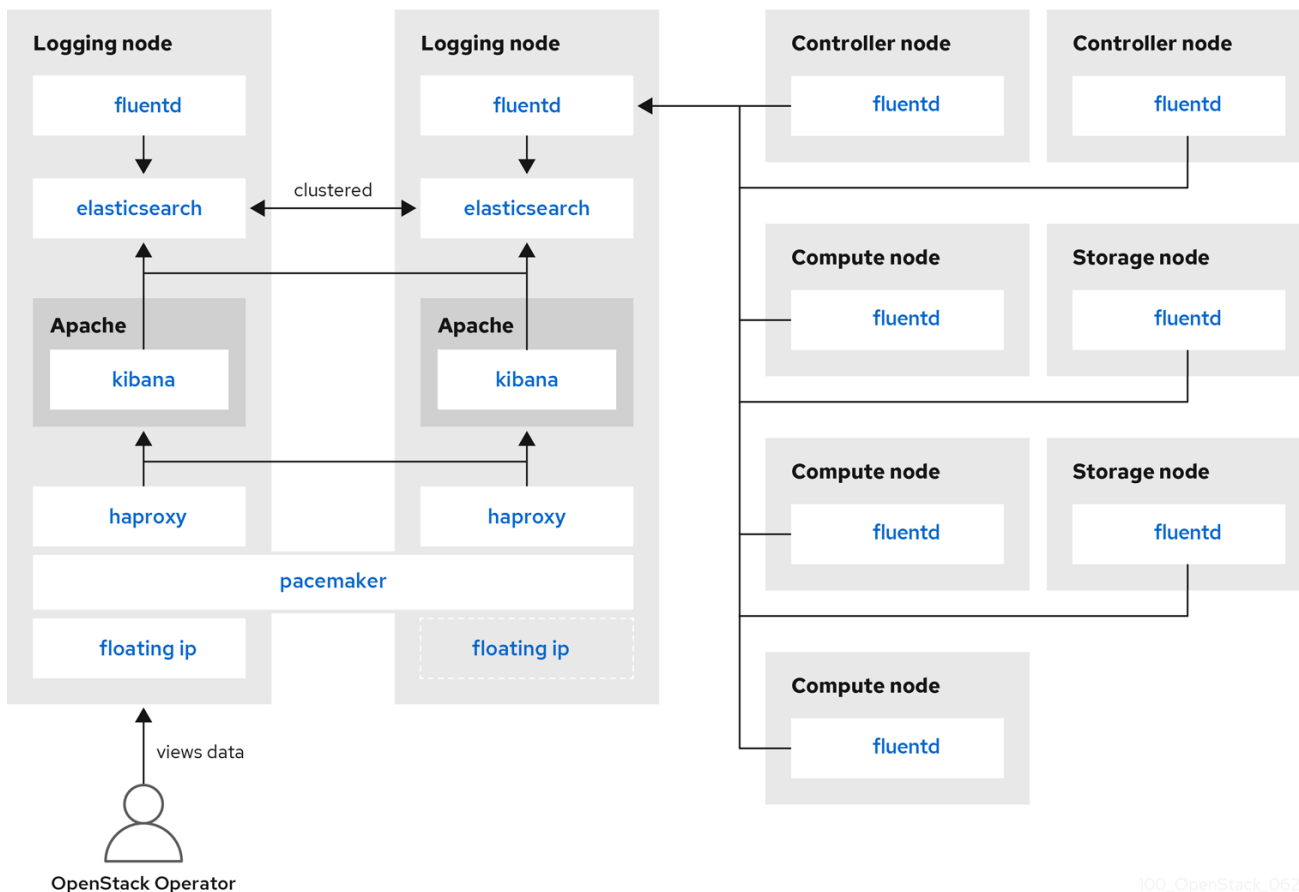 Logging node
fluentd
elasticsearch
Apache
kibana
haproxy
Logging node
fluentd
clustered
elasticsearch
Apache
kibana
haproxy
pacemaker
floating ip
floating ip
views data
OpenStack Operator
Controller node
fluentd
Controller node
fluentd
Compute node
fluentd
Storage node
fluentd
Compute node
fluentd
Storage node
fluentd
Compute node
fluentd
100_OpenStack_062